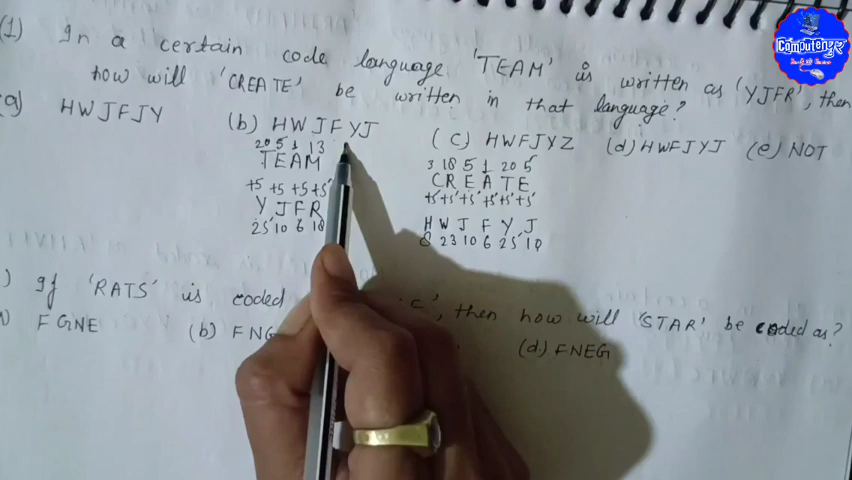 (1) In a certain code language 'TEAM' is written as 'YJFR', then
how will 'CREATE' be written in that language?
(a) HWJFJY (b) HWJFYJ (c) HWFJYZ (d) HWFJYJ (e) NOT
20 5 1 13 3 18 5 1 20 5
TEAM CREATE
+5 +5 +5 +5 +5 +5 +5 +5 +5 +5
Y J F R H W J F Y J
25 10 6 18 8 23 10 6 25 10
) If 'RATS' is coded C', then how will 'STAR' be coded as?
) FGNE (b) FNG (d) FNEG
Computen